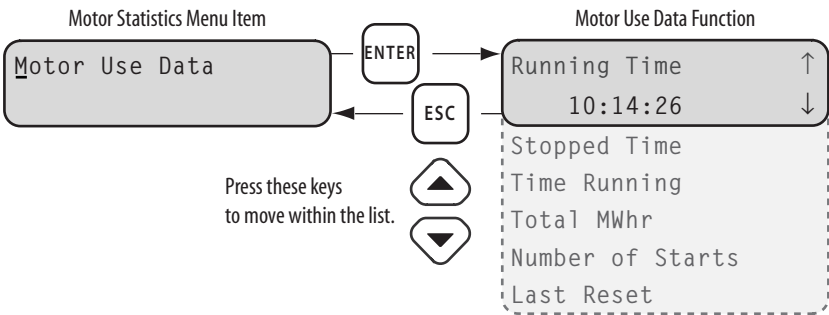 Motor Statistics Menu Item
Motor Use Data Function
Motor Use Data
ENTER
ESC
Running Time ↑
10:14:26 ↓
Stopped Time
Time Running
Total MWhr
Number of Starts
Last Reset
Press these keys
to move within the list.